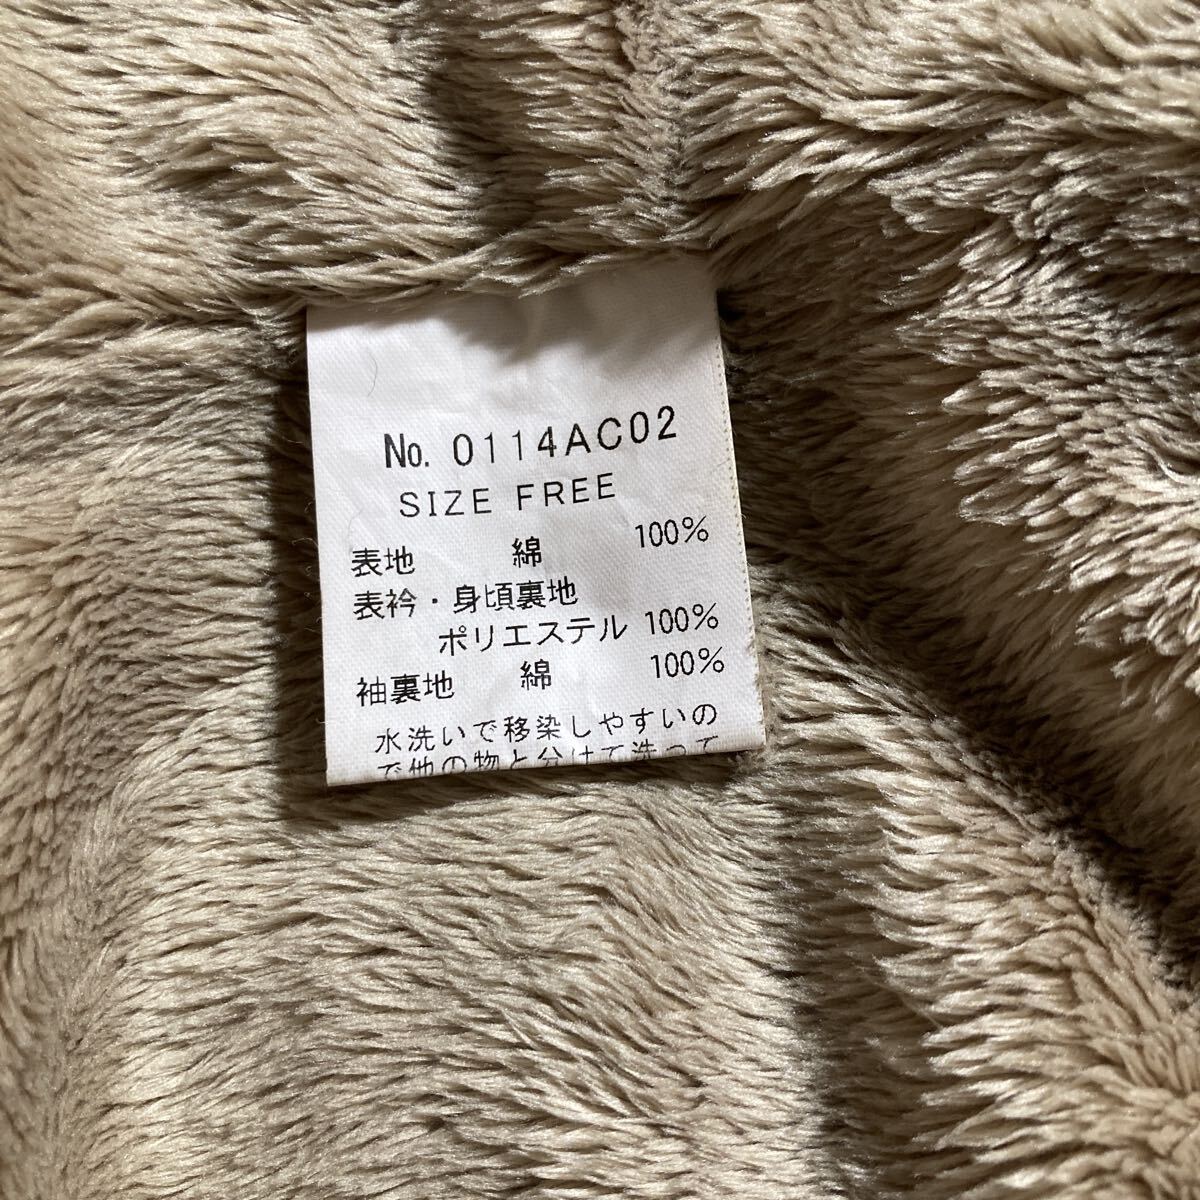 No. 0114AC02
SIZE FREE
表地 綿 100%
表衿・身頃裏地
ポリエステル 100%
袖裏地 綿 100%
水洗いで移染しやすいの
で他の物と分けて洗って